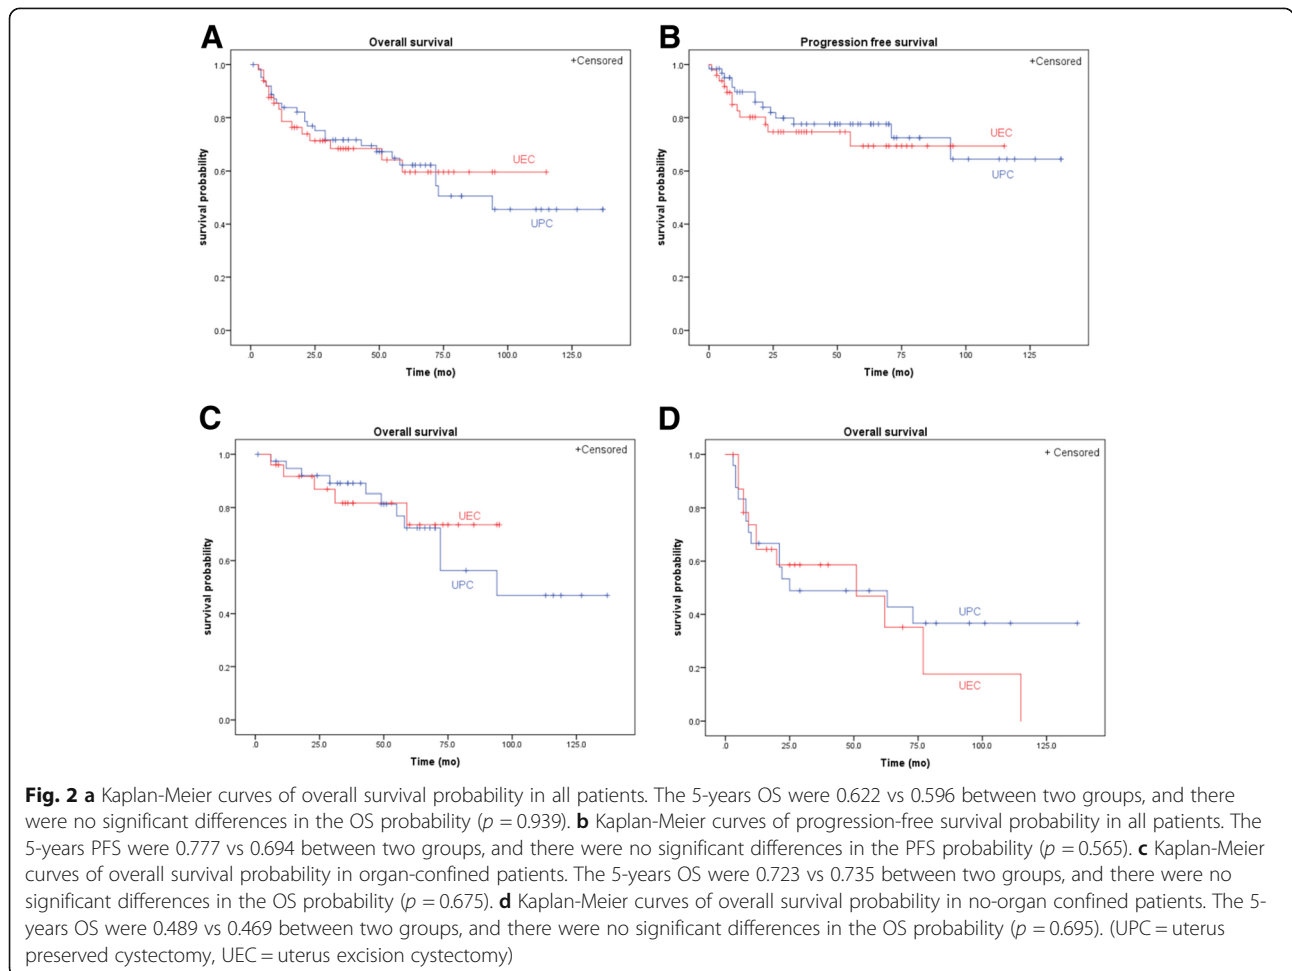 A
Overall survival
+Censored
survival probability
1.0
0.8
0.6
0.4
0.2
0.0
UEC
UPC
.0 25.0 50.0 75.0 100.0 125.0
Time (mo)
B
Progression free survival
+Censored
survival probability
1.0
0.8
0.6
0.4
0.2
0.0
UEC
UPC
0 25 50 75 100 125
Time (mo)
C
Overall survival
+Censored
survival probability
1.0
0.8
0.6
0.4
0.2
0.0
UEC
UPC
.0 25.0 50.0 75.0 100.0 125.0
Time (mo)
D
Overall survival
+ Censored
survival probability
1.0
0.8
0.6
0.4
0.2
0.0
UPC
UEC
.0 25.0 50.0 75.0 100.0 125.0
Time (mo)
Fig. 2 a Kaplan-Meier curves of overall survival probability in all patients. The 5-years OS were 0.622 vs 0.596 between two groups, and there
were no significant differences in the OS probability (p = 0.939). b Kaplan-Meier curves of progression-free survival probability in all patients. The
5-years PFS were 0.777 vs 0.694 between two groups, and there were no significant differences in the PFS probability (p = 0.565). c Kaplan-Meier
curves of overall survival probability in organ-confined patients. The 5-years OS were 0.723 vs 0.735 between two groups, and there were no
significant differences in the OS probability (p = 0.675). d Kaplan-Meier curves of overall survival probability in no-organ confined patients. The 5-
years OS were 0.489 vs 0.469 between two groups, and there were no significant differences in the OS probability (p = 0.695). (UPC = uterus
preserved cystectomy, UEC = uterus excision cystectomy)